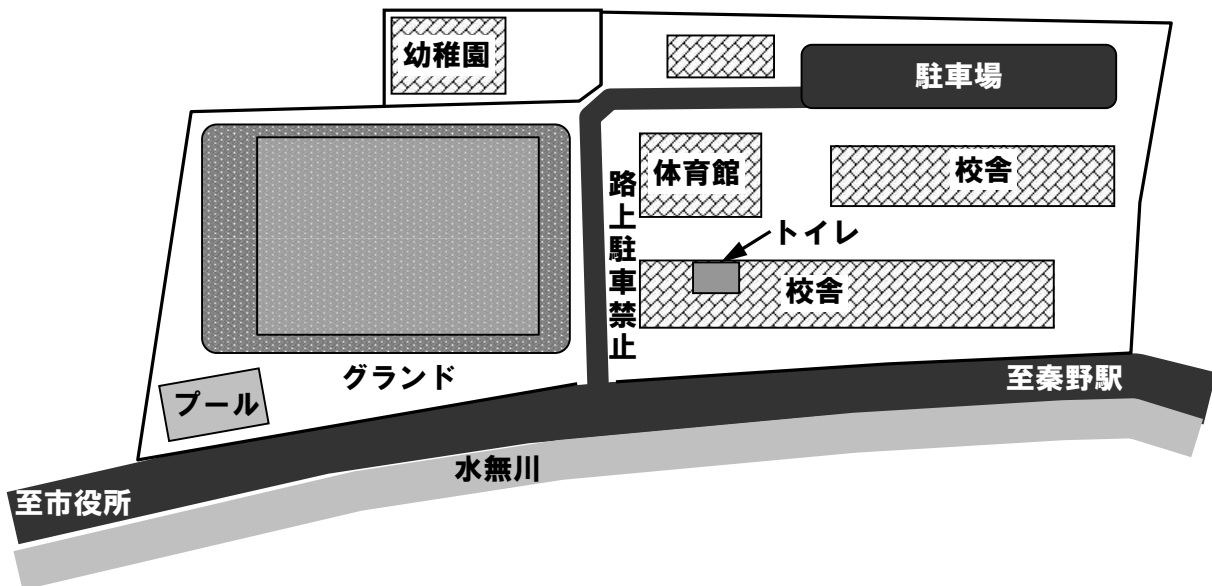 幼稚園
駐車場
体育館
校舎
路上駐車禁止
トイレ
校舎
グランド
プール
至秦野駅
水無川
至市役所